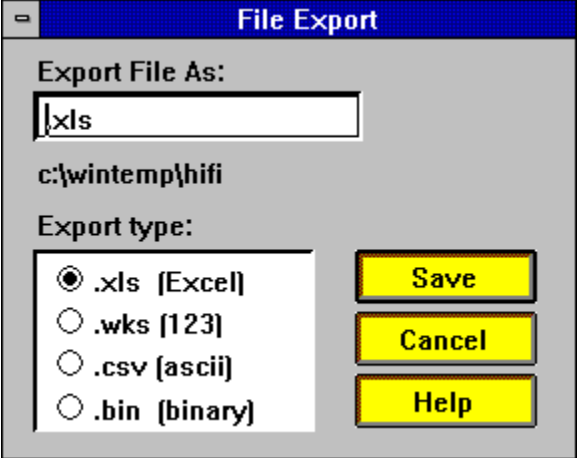 File Export
Export File As:
.xls
c:\wintemp\hifi
Export type:
.xls (Excel)
.wks (123)
.csv (ascii)
.bin (binary)
Save
Cancel
Help